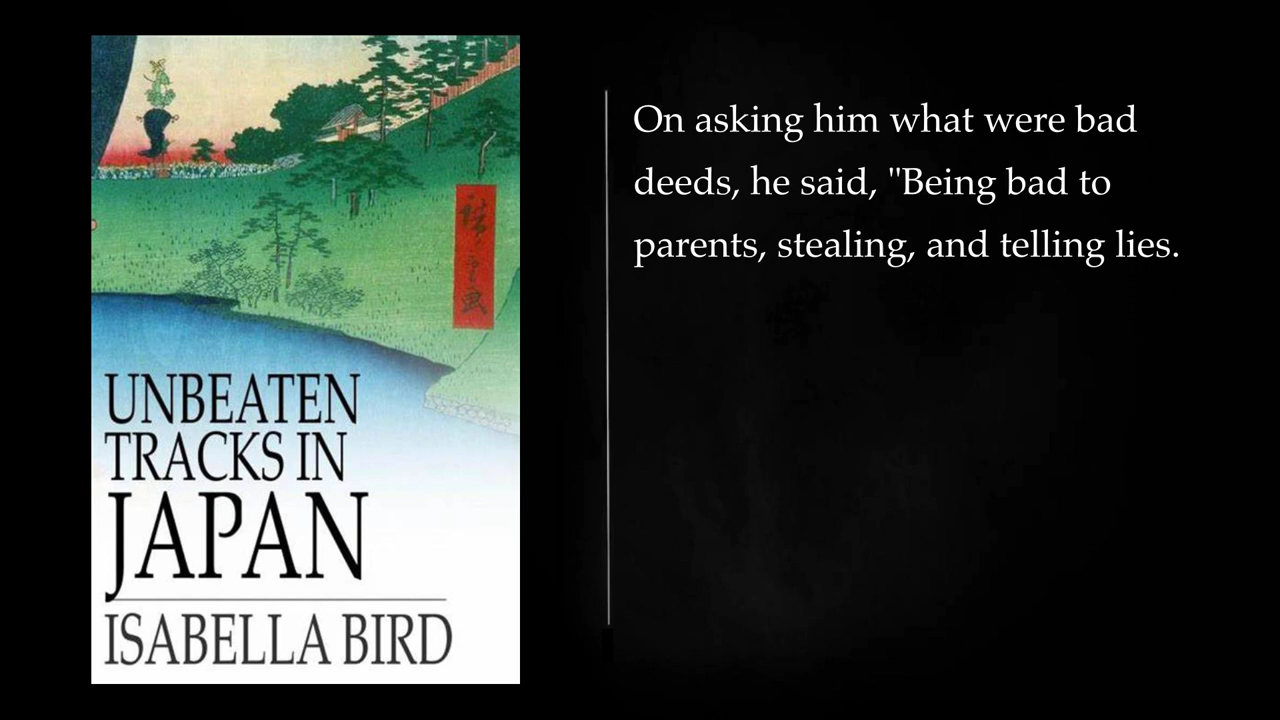 UNBEATEN
TRACKS IN
JAPAN
ISABELLA BIRD
On asking him what were bad
deeds, he said, "Being bad to
parents, stealing, and telling lies.